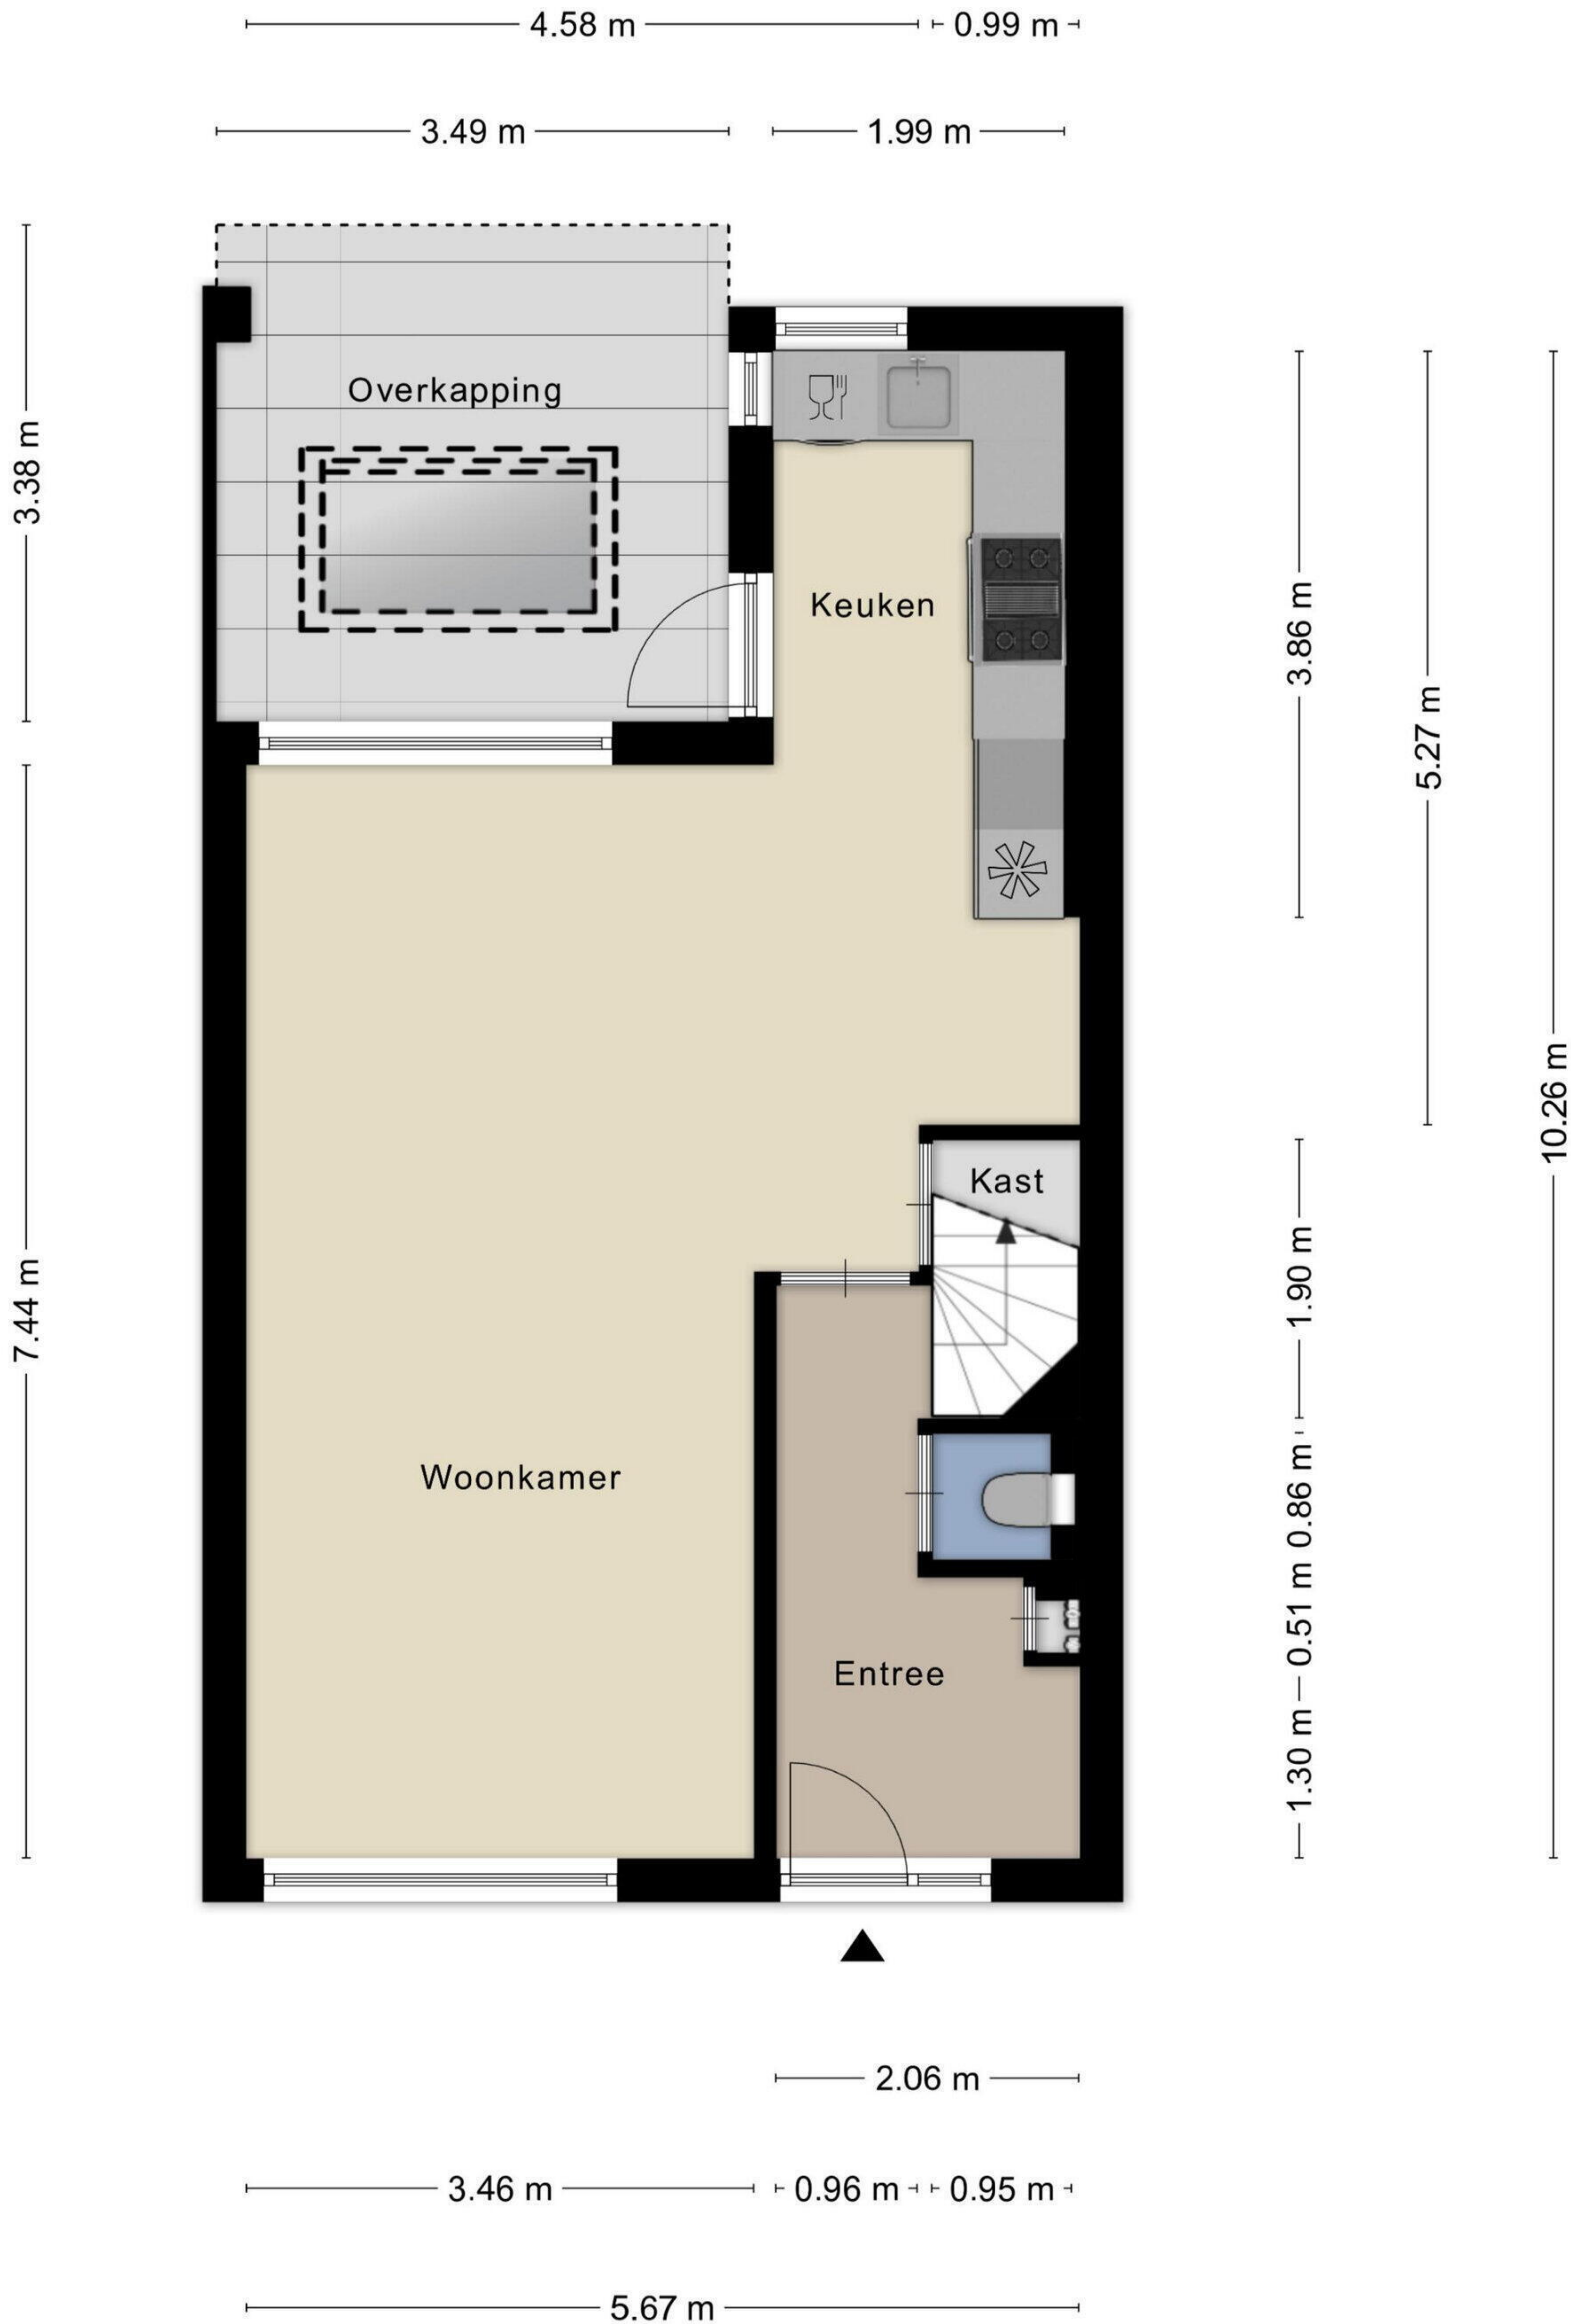 4.58 m
0.99 m
3.49 m
1.99 m
Overkapping
3.38 m
Keuken
3.86 m
5.27 m
10.26 m
Kast
1.90 m
7.44 m
Woonkamer
0.86 m
0.51 m
Entree
1.30 m
2.06 m
3.46 m
0.96 m
0.95 m
5.67 m